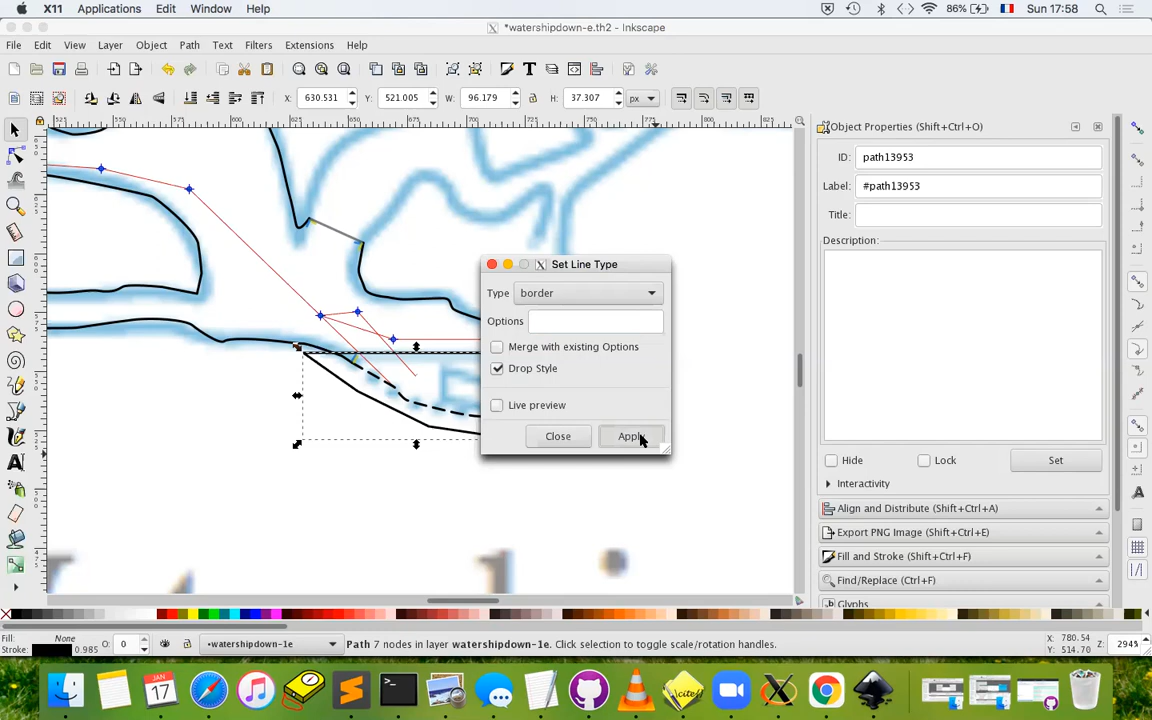 X11 Applications Edit Window Help 86% Sun 17:58
*watershipdown-e.th2 - Inkscape
File Edit View Layer Object Path Text Filters Extensions Help
X: 630.531 Y: 521.005 W: 96.179 H: 37.307 px
Object Properties (Shift+Ctrl+O)
ID: path13953
Label: #path13953
Title:
Description:
Hide Lock Set
Interactivity
Align and Distribute (Shift+Ctrl+A)
Export PNG Image (Shift+Ctrl+E)
Fill and Stroke (Shift+Ctrl+F)
Find/Replace (Ctrl+F)
Glyphs
Set Line Type
Type border
Options
Merge with existing Options
Drop Style
Live preview
Close Apply
Fill: None
Stroke: 0.985 O: 0
•watershipdown-1e
Path 7 nodes in layer watershipdown-1e. Click selection to toggle scale/rotation handles.
X: 780.54
Y: 514.70
Z: 294%
JAN
17